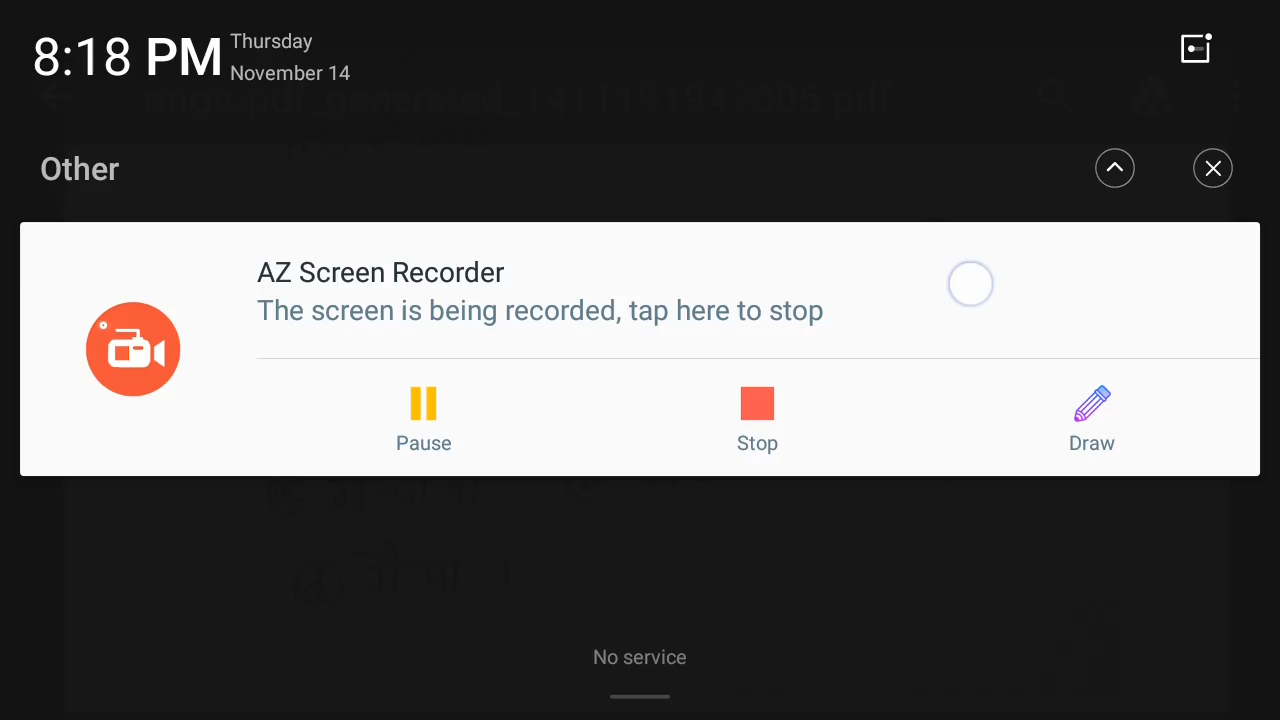 8:18 PM
Thursday
November 14
Other
AZ Screen Recorder
The screen is being recorded, tap here to stop
Pause
Stop
Draw
No service